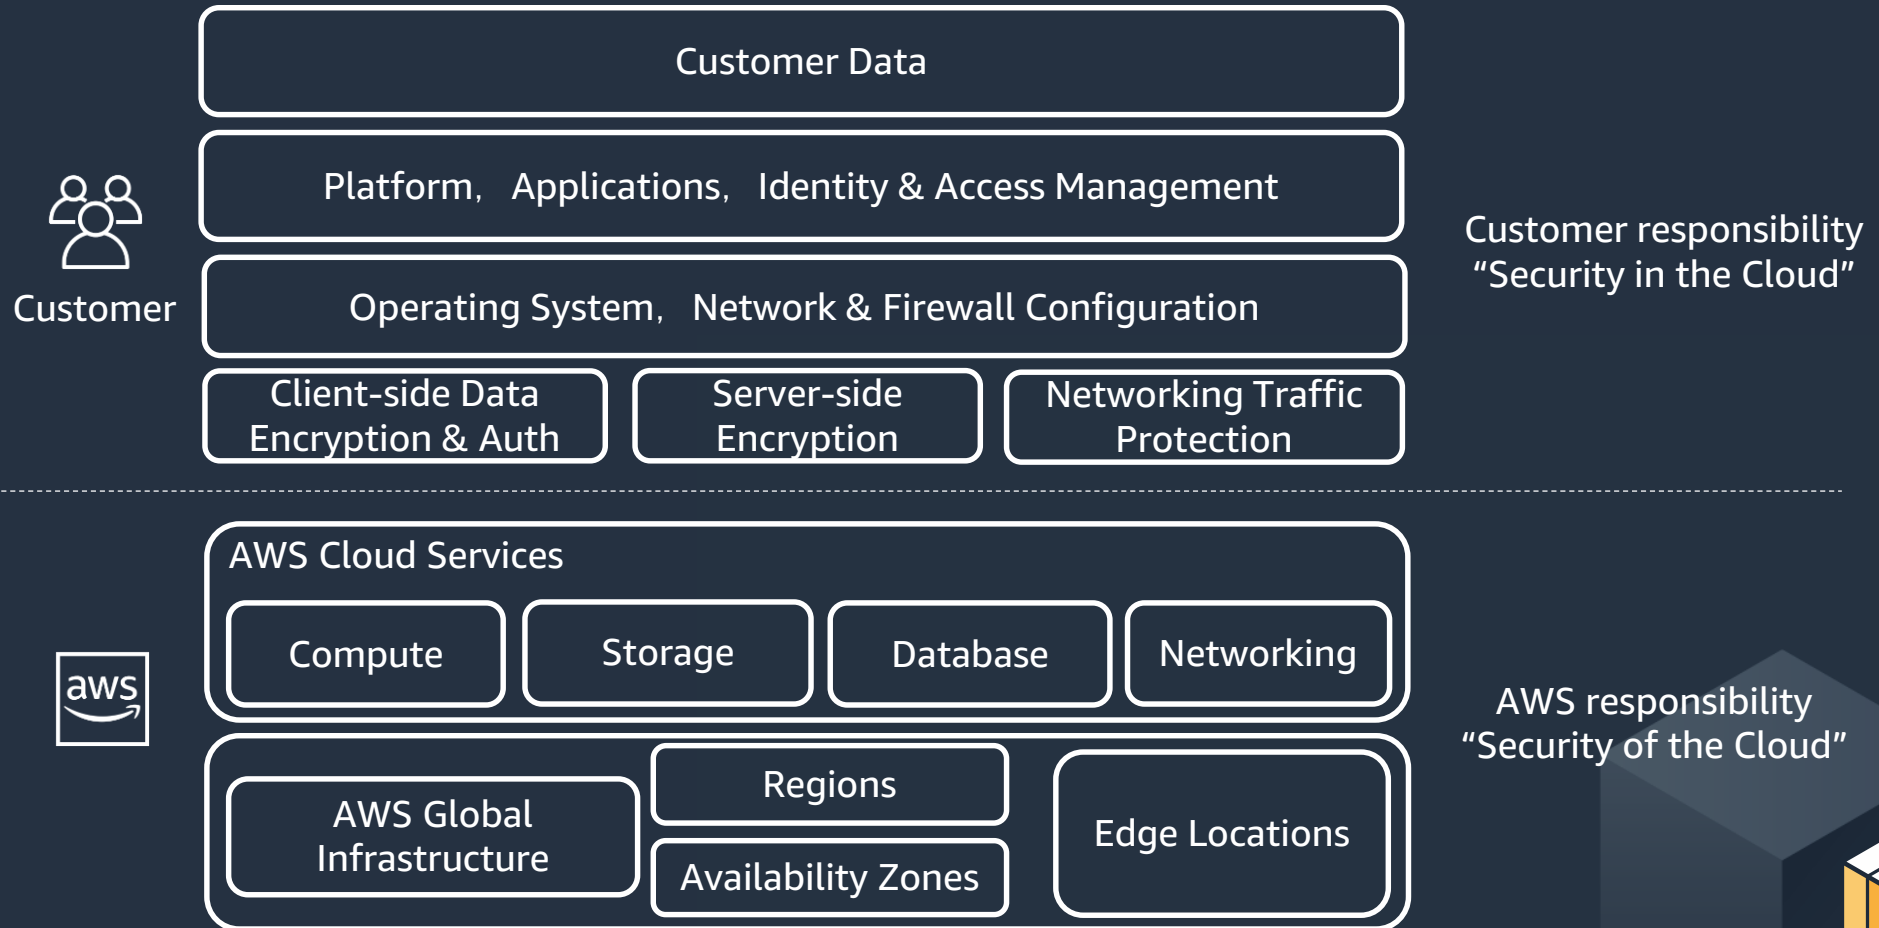 Customer Data
Platform, Applications, Identity & Access Management
Customer
Operating System, Network & Firewall Configuration
Client-side Data
Encryption & Auth
Server-side
Encryption
Networking Traffic
Protection
Customer responsibility
“Security in the Cloud”
AWS Cloud Services
Compute
Storage
Database
Networking
aws
AWS Global
Infrastructure
Regions
Availability Zones
Edge Locations
AWS responsibility
“Security of the Cloud”